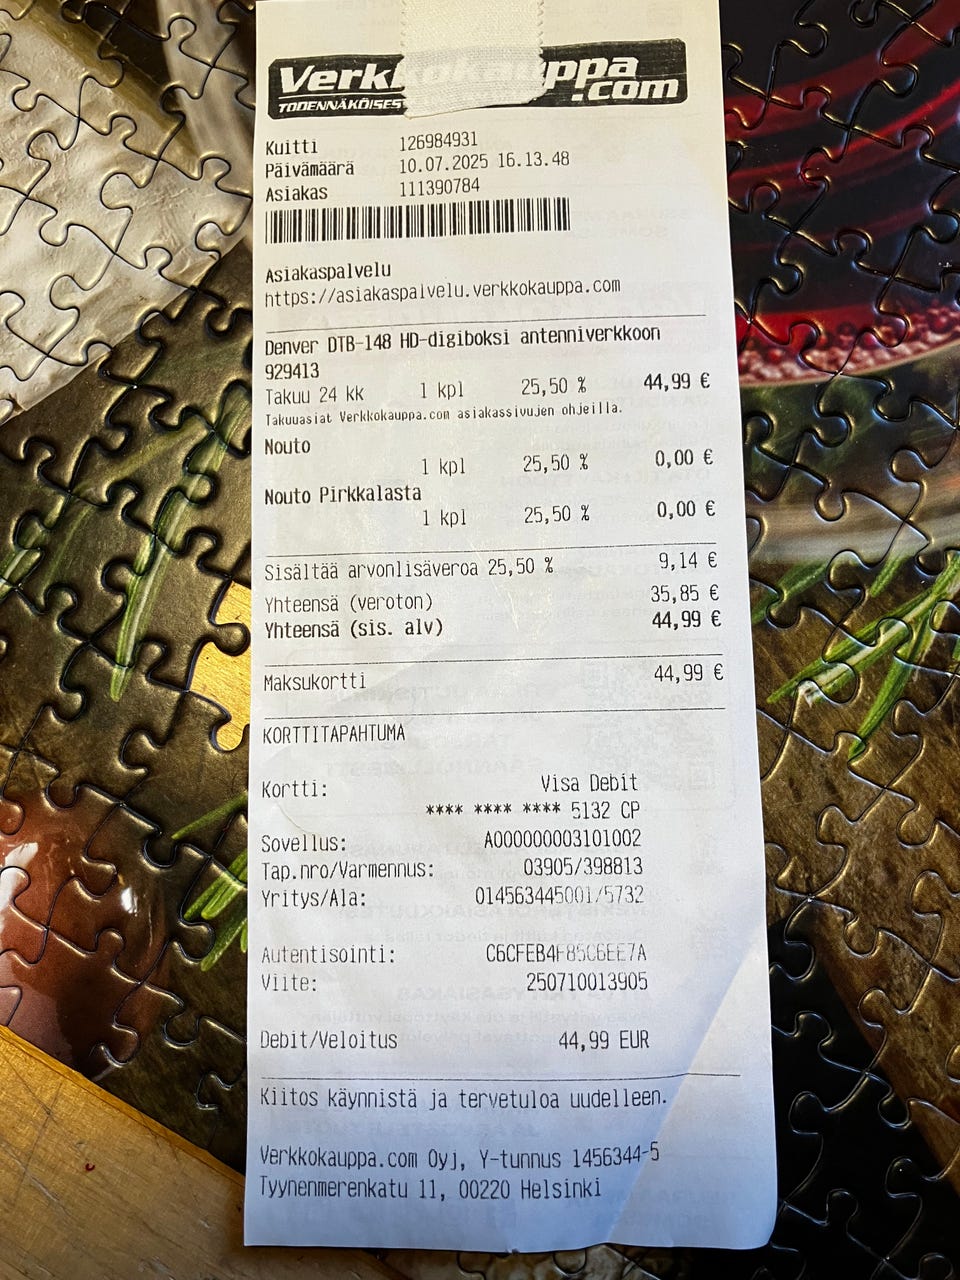 Verkkokauppa
.com
Kuitti 126984931
Päivämäärä 10.07.2025 16.13.48
Asiakas 111390784
Asiakaspalvelu
https://asiakaspalvelu.verkkokauppa.com
Denver DTB-148 HD-digiboksi antenniverkkoon
929413
Takuu 24 kk 1 kpl 25,50 % 44,99 €
Takuuasiat Verkkokauppa.com asiakassivujen ohjeilla.
Nouto
1 kpl 25,50 % 0,00 €
Nouto Pirkkalasta
1 kpl 25,50 % 0,00 €
Sisältää arvonlisäveroa 25,50 % 9,14 €
Yhteensä (veroton) 35,85 €
Yhteensä (sis. alv) 44,99 €
Maksukortti 44,99 €
KORTTITAPAHTUMA
Kortti: Visa Debit
**** **** **** 5132 CP
Sovellus: A000000003101002
Tap.nro/Varmennus: 03905/398813
Yritys/Ala: 014563445001/5732
Autentisointi: C6CFEB4F85C6EE7A
Viite: 250710013905
Debit/Veloitus 44,99 EUR
Kiitos käynnistä ja tervetuloa uudelleen.
Verkkokauppa.com Oyj, Y-tunnus 1456344-5
Tyynenmerenkatu 11, 00220 Helsinki